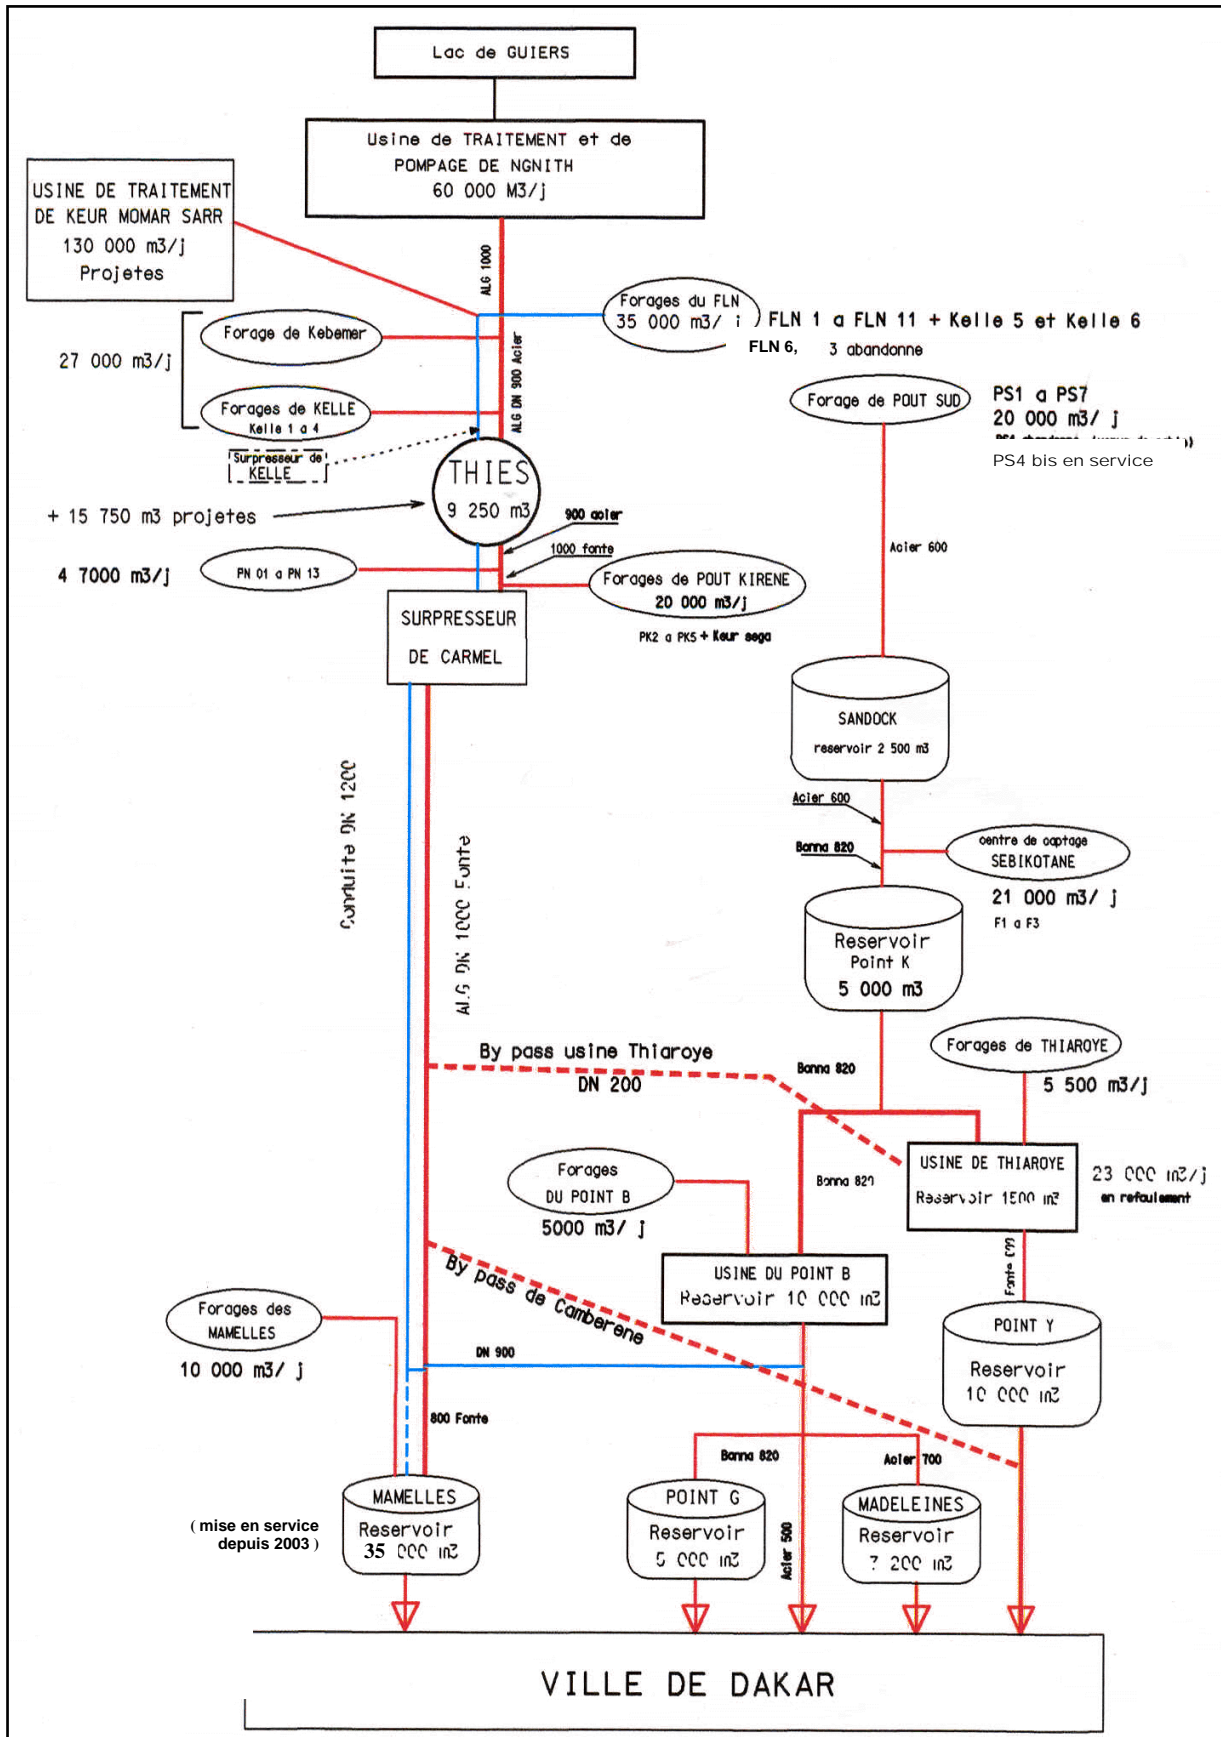 Lac de GUIERS
Usine de TRAITEMENT et de
POMPAGE DE NGNITH
60 000 M3/j
USINE DE TRAITEMENT
DE KEUR MOMAR SARR
130 000 m3/j
Projetes
ALG 1000
Forages du FLN
35 000 m3/ j
FLN 1 a FLN 11 + Kelle 5 et Kelle 6
FLN 6, 3 abandonne
Forage de Kebemer
27 000 m3/j
ALG DN 900 Acier
Forages de KELLE
Kelle 1 a 4
Forage de POUT SUD
PS1 a PS7
20 000 m3/ j
PS4 bis en service
Surpresseur de
KELLE
THIES
9 250 m3
+ 15 750 m3 projetes
900 acier
1000 fonte
Acier 600
4 7000 m3/j
PN 01 a PN 13
Forages de POUT KIRENE
20 000 m3/j
PK2 a PK5 + Keur sega
SURPRESSEUR
DE CARMEL
SANDOCK
reservoir 2 500 m3
Conduite DN 1200
ALG DN 1000 Fonte
Acier 600
Bonna 820
centre de captage
SEBIKOTANE
21 000 m3/ j
F1 a F3
Reservoir
Point K
5 000 m3
Forages de THIAROYE
5 500 m3/j
By pass usine Thiaroye
DN 200
Bonna 820
USINE DE THIAROYE
Reservoir 1500 m3
23 000 m3/j
en refoulement
Forages
DU POINT B
5000 m3/ j
Bonna 820
By pass de Camberene
USINE DU POINT B
Reservoir 10 000 m3
Fonte
POINT Y
Reservoir
10 000 m3
Forages des
MAMELLES
10 000 m3/ j
DN 900
800 Fonte
Bonna 820
Acier 700
Acier 500
MAMELLES
Reservoir
35 000 m3
( mise en service
depuis 2003 )
POINT G
Reservoir
5 000 m3
MADELEINES
Reservoir
7 200 m3
VILLE DE DAKAR